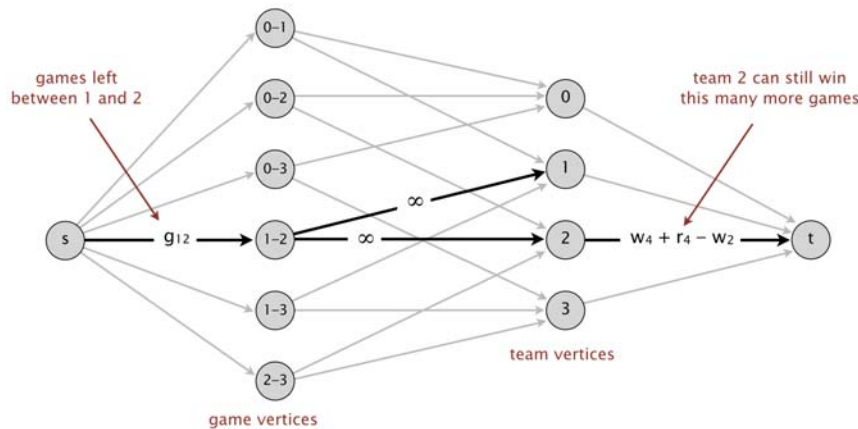 0–1
games left
between 1 and 2
team 2 can still win
this many more games
0–2
0
0–3
1
∞
s
g12
1–2
∞
2
w4 + r4 − w2
t
1–3
3
team vertices
2–3
game vertices